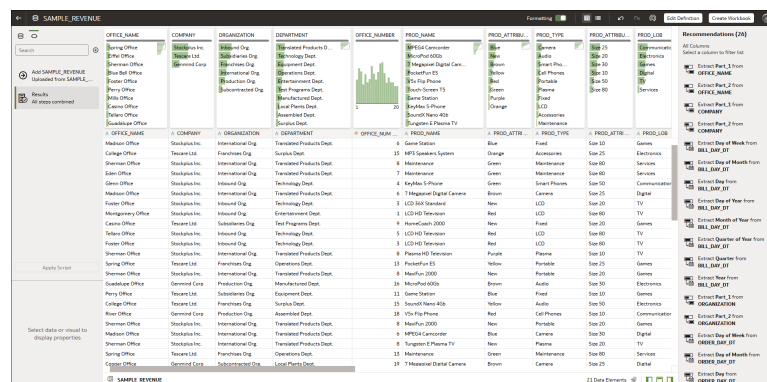 SAMPLE_REVENUE
Formatting
Edit Definition
Create Workbook
Search
Add SAMPLE_REVENUE
Uploaded from SAMPLE_...
Results
All steps combined
Apply Script
Select data or visual to
display properties
OFFICE_NAME
Spring Office
Eiffel Office
Sherman Office
Blue Bell Office
Foster Office
Perry Office
Mills Office
Casino Office
Tellaro Office
Guadalupe Office
COMPANY
Stockplus Inc.
Tescare Ltd.
Genmind Corp
ORGANIZATION
Inbound Org.
Subsidiaries Org.
Franchises Org.
International Org.
Production Org.
Subcontracted Org.
DEPARTMENT
Translated Products D...
Technology Dept.
Equipment Dept.
Operations Dept.
Entertainment Dept.
Test Programs Dept.
Manufactured Dept.
Local Plants Dept.
Assembled Dept.
Surplus Dept.
OFFICE_NUMBER
1 20
PROD_NAME
MPEG4 Camcorder
MicroPod 60Gb
7 Megapixel Digital Cam...
PocketFun ES
V5x Flip Phone
Touch-Screen T5
Game Station
KeyMax S-Phone
SoundX Nano 4Gb
Tungsten E Plasma TV
PROD_ATTRIBU...
Blue
New
Brown
Yellow
Red
Green
Purple
Orange
PROD_TYPE
Camera
Audio
Smart Pho...
Cell Phones
Portable
Plasma
Fixed
LCD
Accessories
Maintenance
PROD_ATTRIBU...
Size 25
Size 20
Size 30
Size 10
Size 50
Size 80
PROD_LOB
Communicatio
Electronics
Games
Digital
TV
Services
A OFFICE_NAME A COMPANY A ORGANIZATION A DEPARTMENT # OFFICE_NUM ... A PROD_NAME A PROD_ATTRI... A PROD_TYPE A PROD_ATTRI... A PROD_LOB
Madison Office Stockplus Inc. International Org. Translated Products Dept. 6 Game Station Blue Fixed Size 10 Games
College Office Tescare Ltd. Franchises Org. Surplus Dept. 15 MP3 Speakers System Orange Accessories Size 25 Electronics
Sherman Office Stockplus Inc. International Org. Translated Products Dept. 8 Maintenance Green Maintenance Size 80 Services
Eden Office Stockplus Inc. Inbound Org. Technology Dept. 7 Maintenance Green Maintenance Size 80 Services
Glenn Office Stockplus Inc. Inbound Org. Technology Dept. 4 KeyMax S-Phone Green Smart Phones Size 50 Communicatior
Madison Office Stockplus Inc. International Org. Translated Products Dept. 6 7 Megapixel Digital Camera Brown Camera Size 25 Digital
Foster Office Stockplus Inc. Inbound Org. Technology Dept. 3 LCD 36X Standard New LCD Size 20 TV
Montgomery Office Stockplus Inc. Inbound Org. Entertainment Dept. 1 LCD HD Television Red LCD Size 80 TV
Casino Office Tescare Ltd. Subsidiaries Org. Test Programs Dept. 9 HomeCoach 2000 New Fixed Size 20 Games
Tellaro Office Stockplus Inc. Inbound Org. Technology Dept. 5 LCD HD Television Red LCD Size 80 TV
Foster Office Stockplus Inc. Inbound Org. Technology Dept. 3 LCD HD Television Red LCD Size 80 TV
Sherman Office Stockplus Inc. International Org. Translated Products Dept. 8 Plasma HD Television Purple Plasma Size 10 TV
Spring Office Tescare Ltd. Franchises Org. Operations Dept. 13 PocketFun ES Yellow Portable Size 25 Games
Sherman Office Stockplus Inc. International Org. Translated Products Dept. 8 MaxiFun 2000 New Portable Size 20 Games
Guadalupe Office Genmind Corp Production Org. Manufactured Dept. 16 MicroPod 60Gb Brown Audio Size 30 Electronics
Perry Office Tescare Ltd. Subsidiaries Org. Equipment Dept. 11 Game Station Blue Fixed Size 10 Games
College Office Tescare Ltd. Franchises Org. Surplus Dept. 15 SoundX Nano 4Gb Yellow Audio Size 50 Electronics
River Office Genmind Corp Production Org. Assembled Dept. 18 V5x Flip Phone Red Cell Phones Size 10 Communicatior
Sherman Office Stockplus Inc. International Org. Translated Products Dept. 8 MaxiFun 2000 New Portable Size 20 Games
Madison Office Stockplus Inc. International Org. Translated Products Dept. 6 MPEG4 Camcorder Blue Camera Size 30 Digital
Sherman Office Stockplus Inc. International Org. Translated Products Dept. 8 Tungsten E Plasma TV New Plasma Size 10 TV
Spring Office Tescare Ltd. Franchises Org. Operations Dept. 13 Maintenance Green Maintenance Size 80 Services
Copper Office Genmind Corp Subcontracted Org. Local Plants Dept. 19 7 Megapixel Digital Camera Brown Camera Size 25 Digital
SAMPLE_REVENUE
21 Data Elements
Recommendations (26)
All Columns
Select a column to filter list
Extract Part_1 from
OFFICE_NAME
Extract Part_2 from
OFFICE_NAME
Extract Part_1 from
COMPANY
Extract Part_2 from
COMPANY
Extract Day of Week from
BILL_DAY_DT
Extract Day of Month from
BILL_DAY_DT
Extract Day from
BILL_DAY_DT
Extract Day of Year from
BILL_DAY_DT
Extract Month of Year from
BILL_DAY_DT
Extract Quarter of Year from
BILL_DAY_DT
Extract Quarter from
BILL_DAY_DT
Extract Year from
BILL_DAY_DT
Extract Part_1 from
ORGANIZATION
Extract Part_2 from
ORGANIZATION
Extract Day of Week from
ORDER_DAY_DT
Extract Day of Month from
ORDER_DAY_DT
Extract Day from
ORDER_DAY_DT